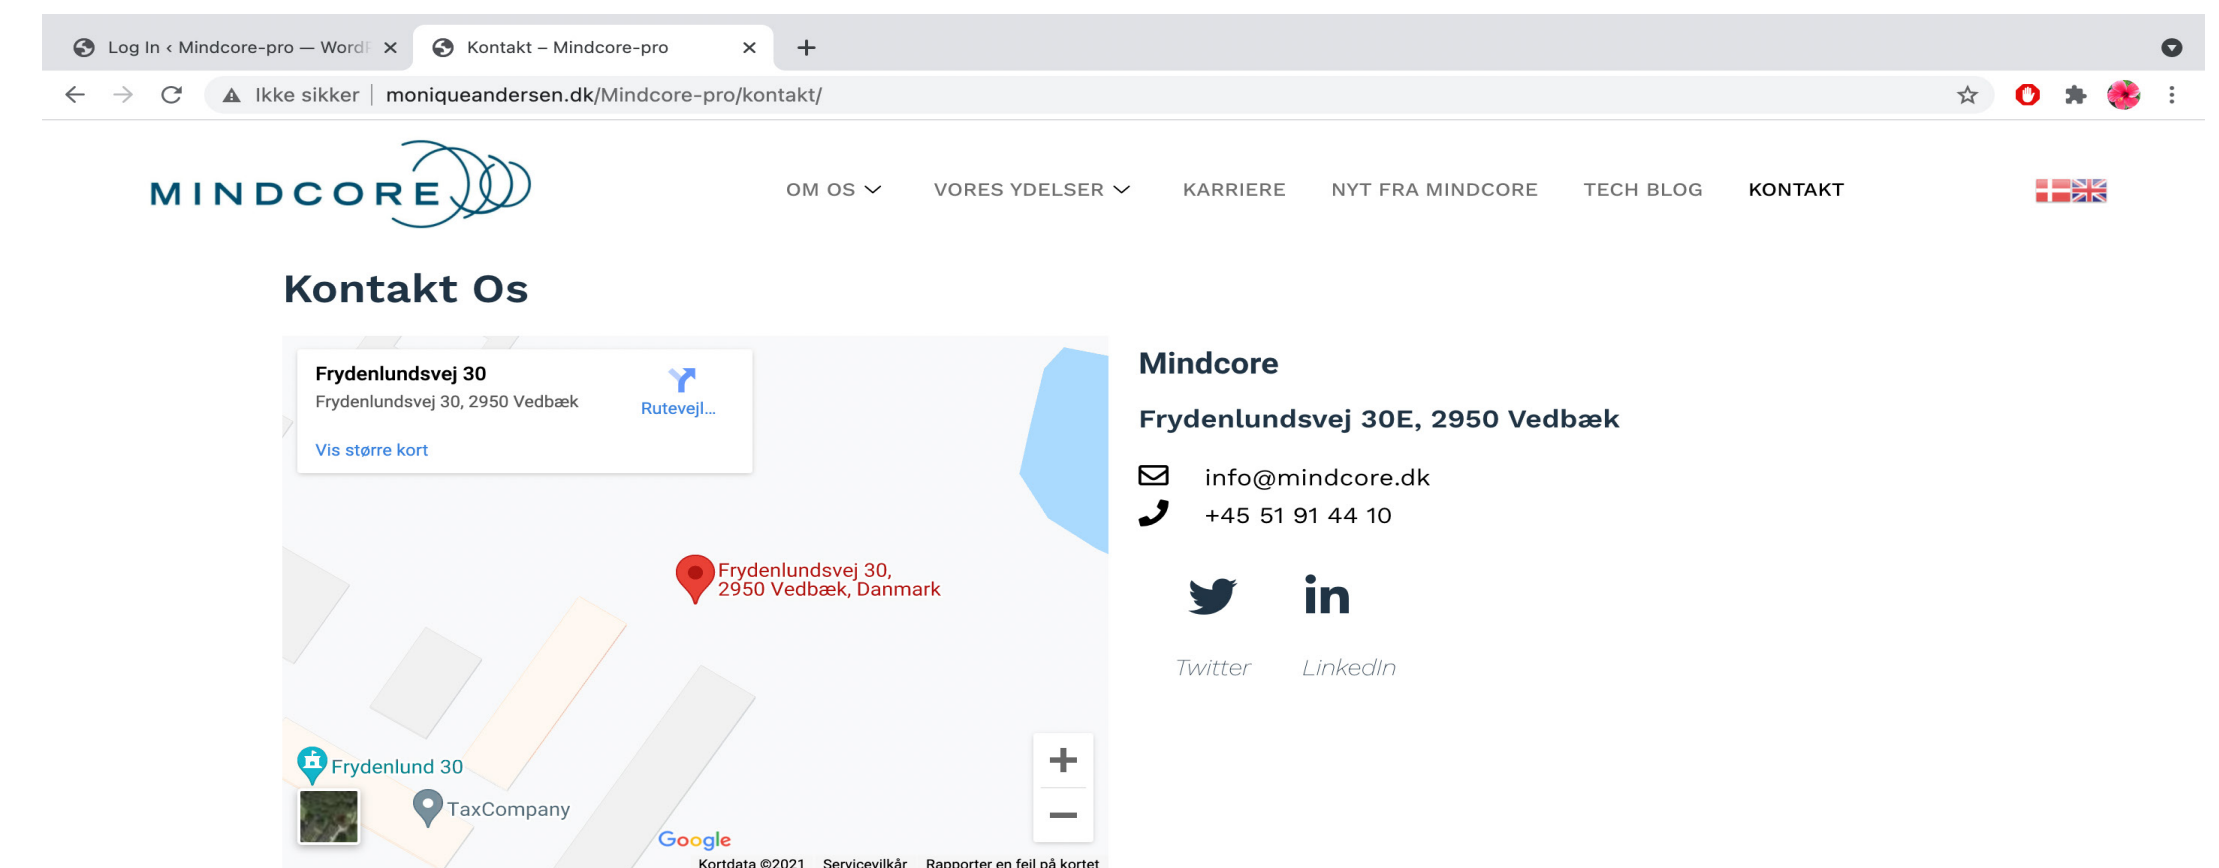 Log In ‹ Mindcore-pro — WordP
Kontakt – Mindcore-pro
Ikke sikker
moniqueandersen.dk/Mindcore-pro/kontakt/
MINDCORE
OM OS
VORES YDELSER
KARRIERE
NYT FRA MINDCORE
TECH BLOG
KONTAKT
Kontakt Os
Frydenlundsvej 30
Frydenlundsvej 30, 2950 Vedbæk
Rutevejl...
Vis større kort
Frydenlundsvej 30,
2950 Vedbæk, Danmark
Frydenlund 30
TaxCompany
Google
Kortdata ©2021 Servicevilkår Rapporter en fejl på kortet
Mindcore
Frydenlundsvej 30E, 2950 Vedbæk
info@mindcore.dk
+45 51 91 44 10
in
Twitter
LinkedIn